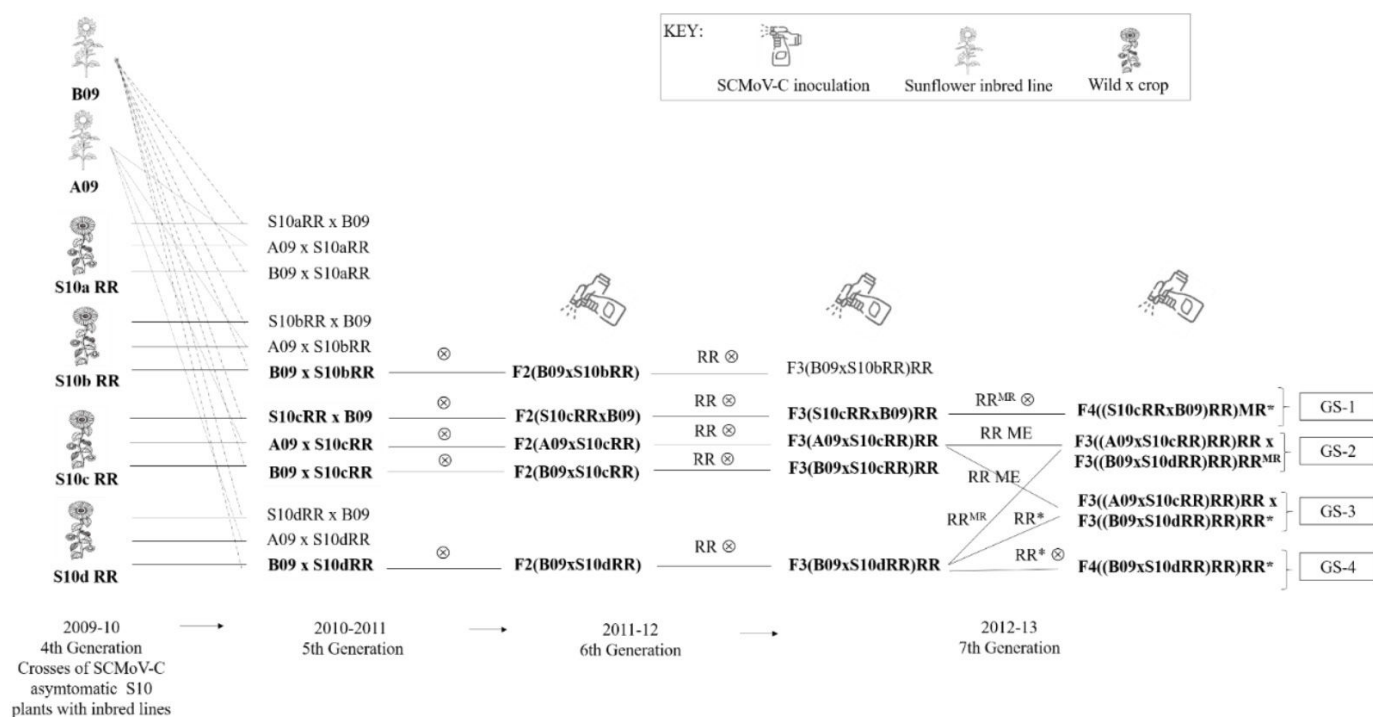 KEY:
SCMoV-C inoculation
Sunflower inbred line
Wild x crop
B09
A09
S10a RR
S10b RR
S10c RR
S10d RR
S10aRR x B09
A09 x S10aRR
B09 x S10aRR
S10bRR x B09
A09 x S10bRR
B09 x S10bRR ⊗ F2(B09xS10bRR) RR ⊗ F3(B09xS10bRR)RR
S10cRR x B09 ⊗ F2(S10cRRxB09) RR ⊗ F3(S10cRRxB09)RR RR^MR ⊗ F4((S10cRRxB09)RR)MR* GS-1
A09 x S10cRR ⊗ F2(A09xS10cRR) RR ⊗ F3(A09xS10cRR)RR RR ME F3((A09xS10cRR)RR)RR x
B09 x S10cRR ⊗ F2(B09xS10cRR) RR ⊗ F3(B09xS10cRR)RR RR ME F3((B09xS10dRR)RR)RR^MR GS-2
S10dRR x B09
A09 x S10dRR
RR^MR RR* F3((A09xS10cRR)RR)RR x
F3((B09xS10dRR)RR)RR* GS-3
B09 x S10dRR ⊗ F2(B09xS10dRR) RR ⊗ F3(B09xS10dRR)RR RR* ⊗ F4((B09xS10dRR)RR)RR* GS-4
2009-10
4th Generation
Crosses of SCMoV-C
asymtomatic S10
plants with inbred lines
2010-2011
5th Generation
2011-12
6th Generation
2012-13
7th Generation